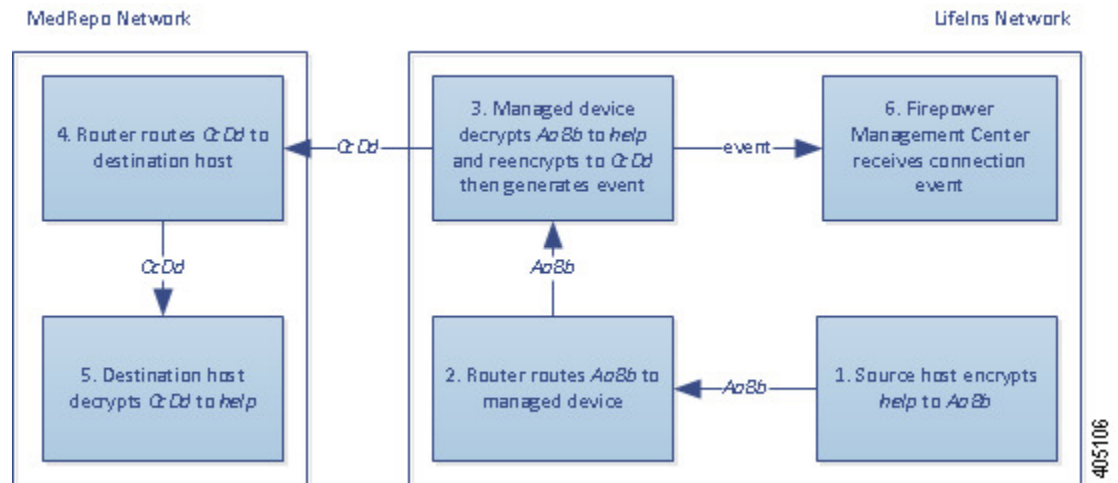 MedRepo Network
LifeIns Network
4. Router routes CcDd to
destination host
CcDd
3. Managed device
decrypts AaBb to help
and reencrypts to CcDd
then generates event
event
6. Firepower
Management Center
receives connection
event
CcDd
AaBb
5. Destination host
decrypts CcDd to help
2. Router routes AaBb to
managed device
AaBb
1. Source host encrypts
help to AaBb
405106